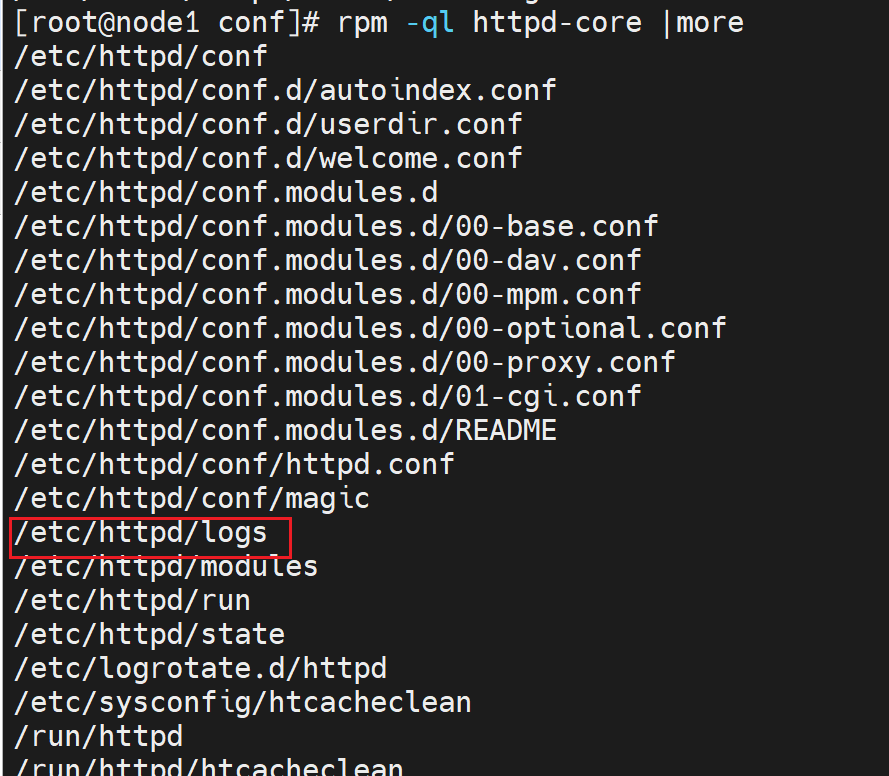 [root@node1 conf]# rpm -ql httpd-core |more
/etc/httpd/conf
/etc/httpd/conf.d/autoindex.conf
/etc/httpd/conf.d/userdir.conf
/etc/httpd/conf.d/welcome.conf
/etc/httpd/conf.modules.d
/etc/httpd/conf.modules.d/00-base.conf
/etc/httpd/conf.modules.d/00-dav.conf
/etc/httpd/conf.modules.d/00-mpm.conf
/etc/httpd/conf.modules.d/00-optional.conf
/etc/httpd/conf.modules.d/00-proxy.conf
/etc/httpd/conf.modules.d/01-cgi.conf
/etc/httpd/conf.modules.d/README
/etc/httpd/conf/httpd.conf
/etc/httpd/conf/magic
/etc/httpd/logs
/etc/httpd/modules
/etc/httpd/run
/etc/httpd/state
/etc/logrotate.d/httpd
/etc/sysconfig/htcacheclean
/run/httpd
/run/httpd/htcacheclean